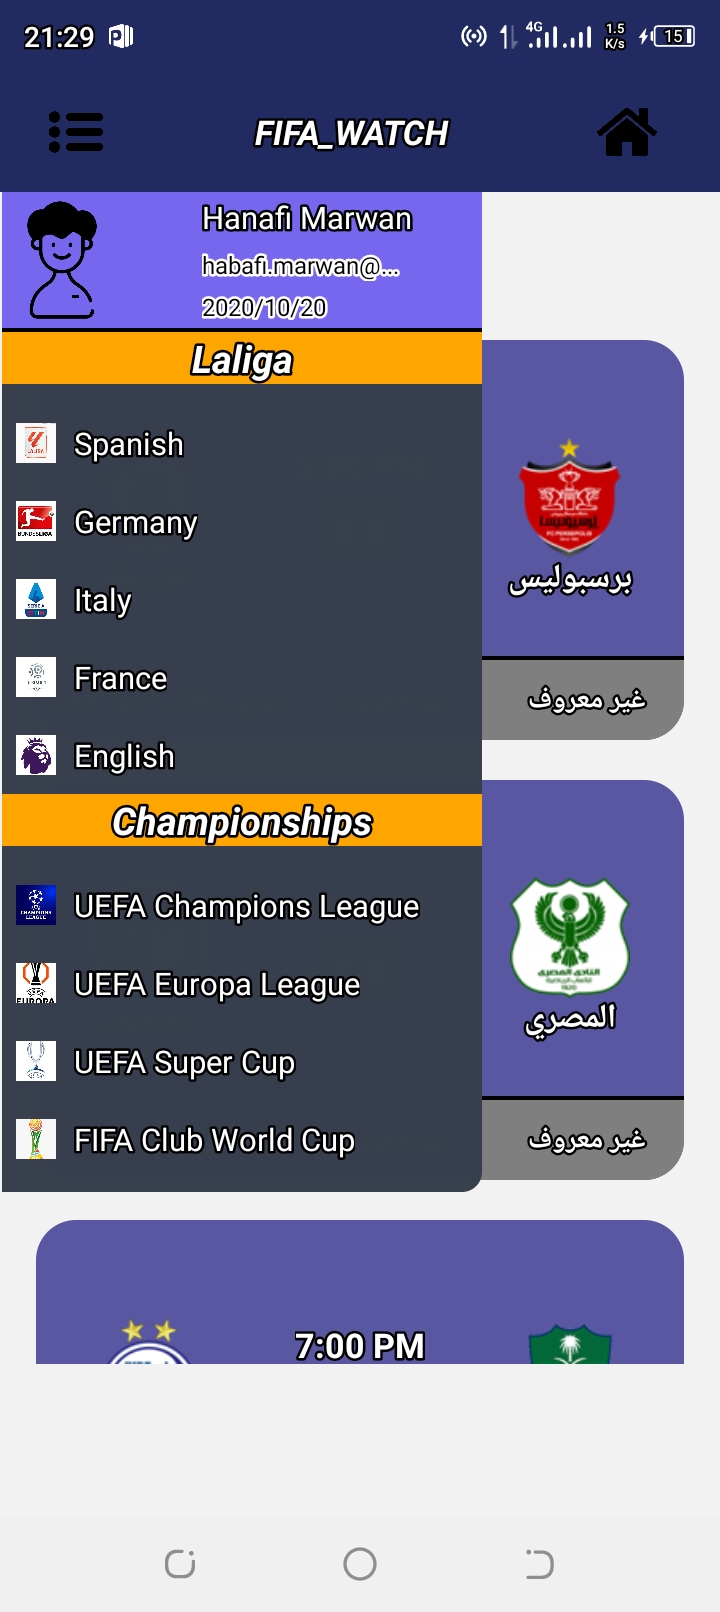 21:29
4G
1.5
K/s
15
FIFA_WATCH
Hanafi Marwan
habafi.marwan@...
2020/10/20
Laliga
Spanish
Germany
Italy
France
English
Championships
UEFA Champions League
UEFA Europa League
UEFA Super Cup
FIFA Club World Cup
برسبوليس
غير معروف
المصري
غير معروف
7:00 PM